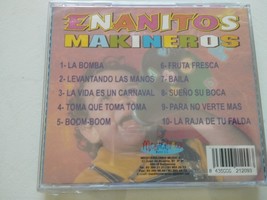 ZNANITOS
MAKINEROS
1- LA BOMBA
2- LEVANTANDO LAS MANOS
3- LA VIDA ES UN CARNAVAL
4- TOMA QUE TOMA TOMA
5- BOOM-BOOM
6- FRUTA FRESCA
7- BAILA
8- SUEÑO SU BOCA
9- PARA NO VERTE MAS
10- LA RAJA DE TU FALDA